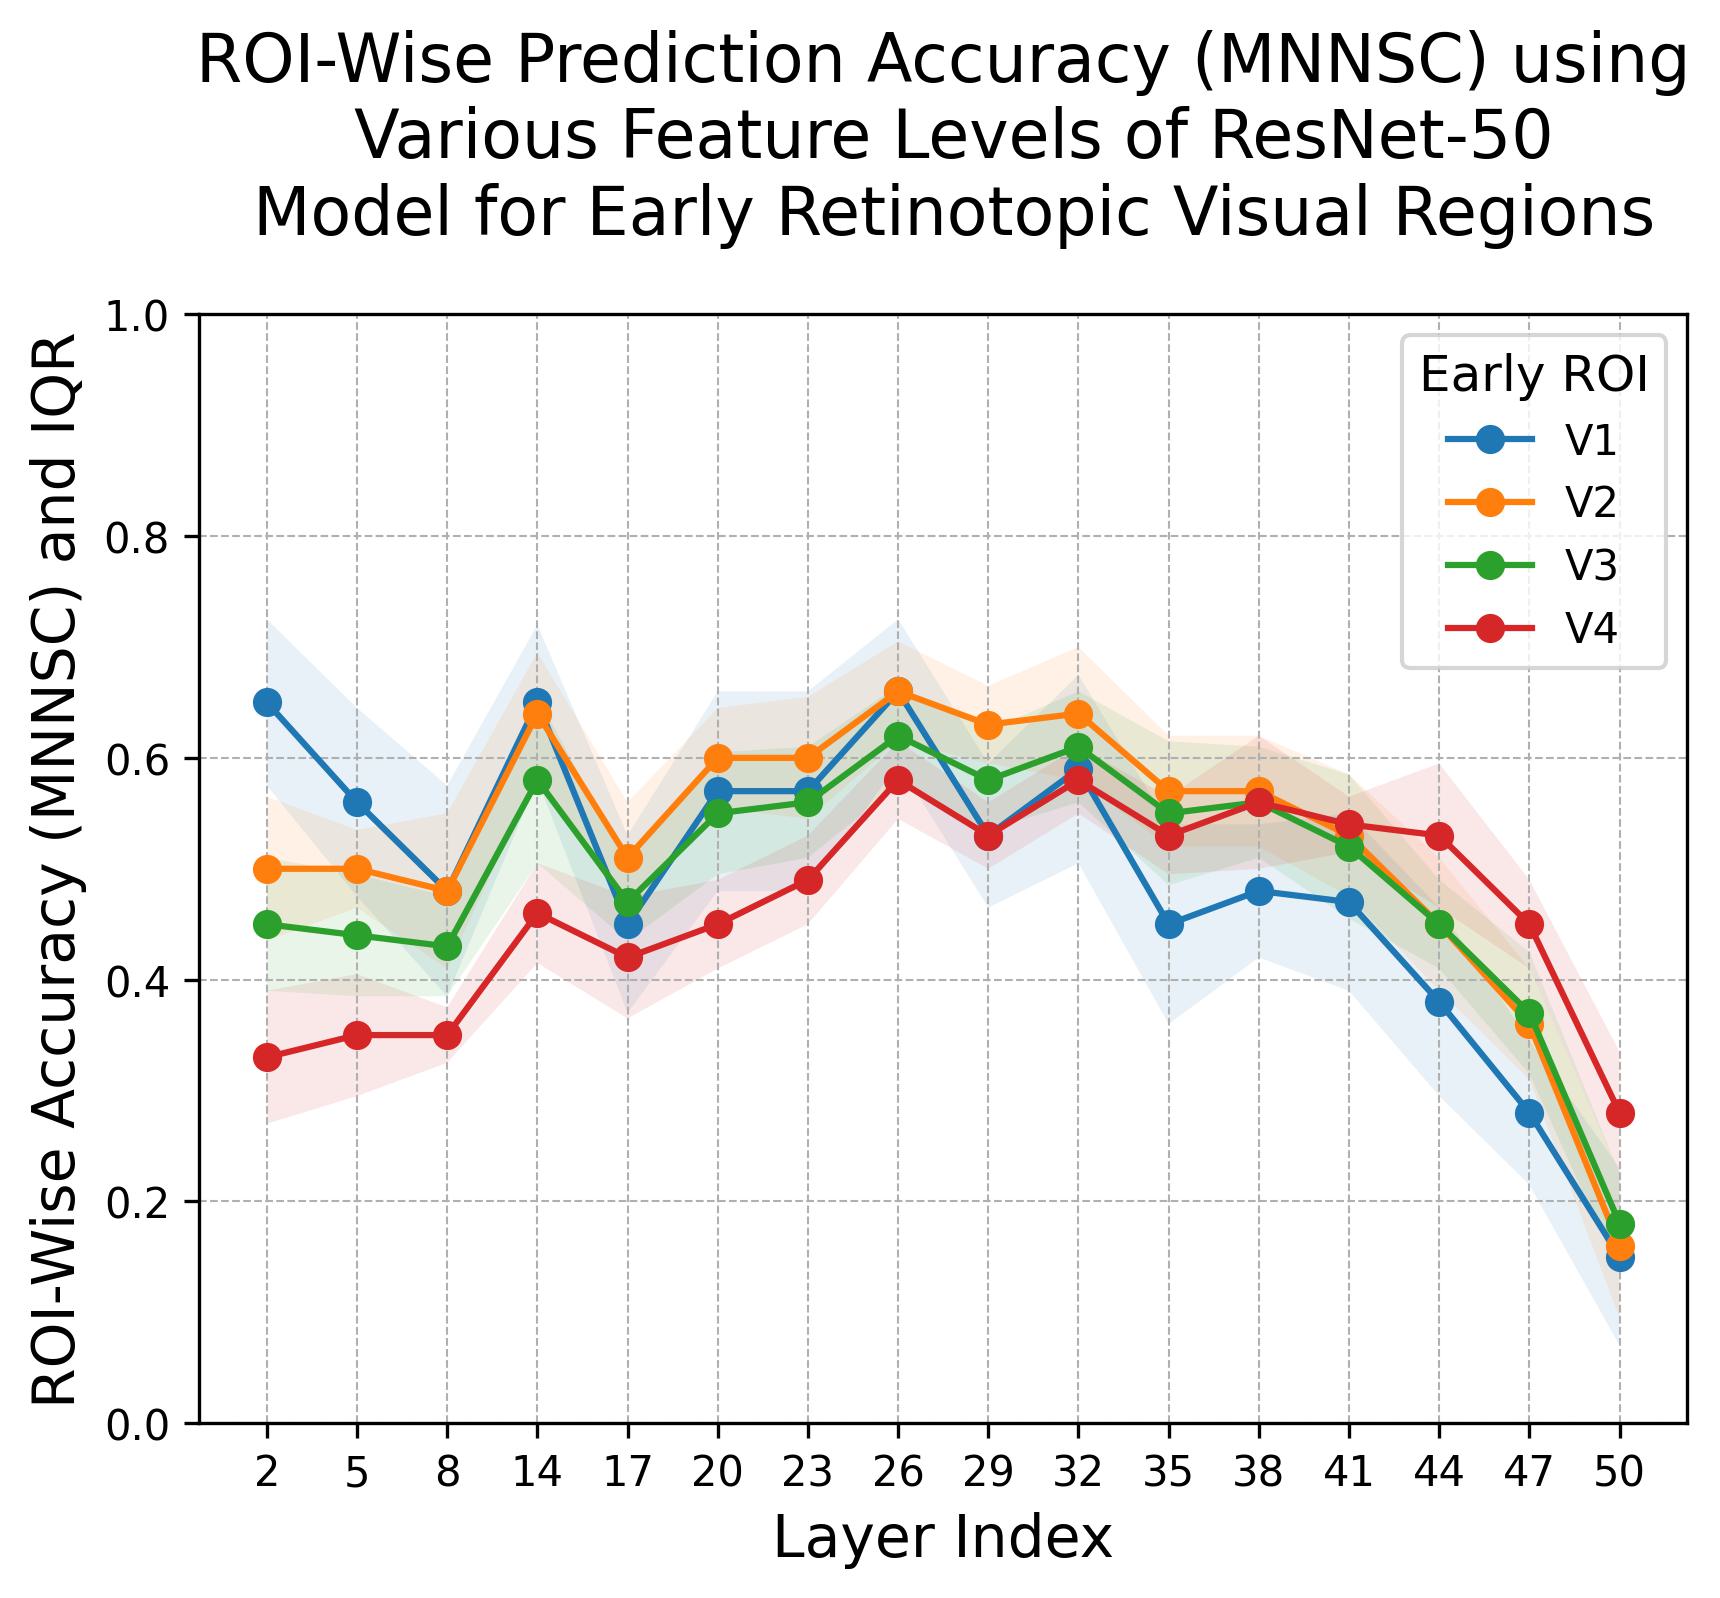 ROI-Wise Prediction Accuracy (MNNSC) using
Various Feature Levels of ResNet-50
Model for Early Retinotopic Visual Regions
ROI-Wise Accuracy (MNNSC) and IQR
1.0
0.8
0.6
0.4
0.2
0.0
Early ROI
V1
V2
V3
V4
2 5 8 14 17 20 23 26 29 32 35 38 41 44 47 50
Layer Index